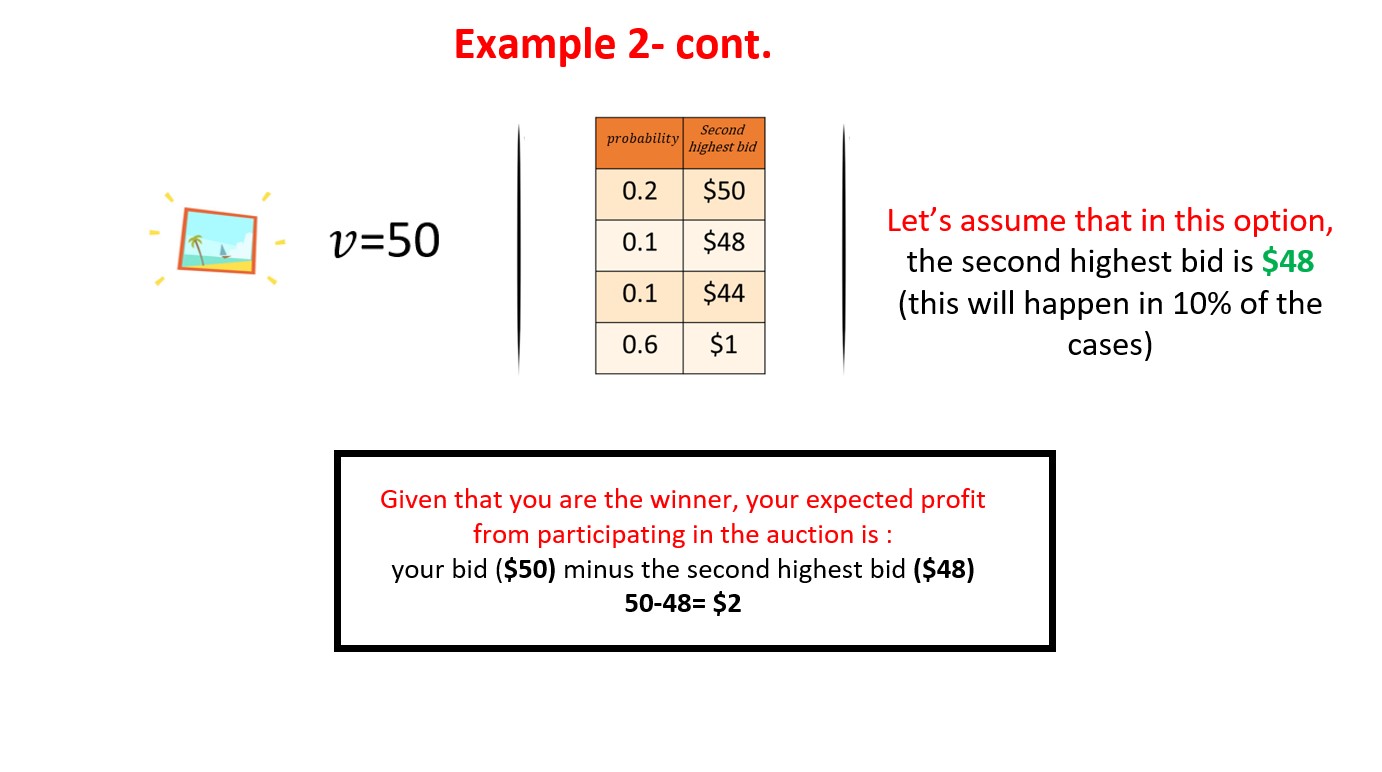 Example 2- cont.
𝑣=50
probability Second highest bid
0.2 $50
0.1 $48
0.1 $44
0.6 $1
Let’s assume that in this option,
the second highest bid is $48
(this will happen in 10% of the
cases)
Given that you are the winner, your expected profit
from participating in the auction is :
your bid ($50) minus the second highest bid ($48)
50-48= $2